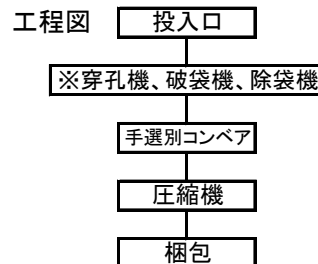 工程図
投入口
※穿孔機、破袋機、除袋機
手選別コンベア
圧縮機
梱包